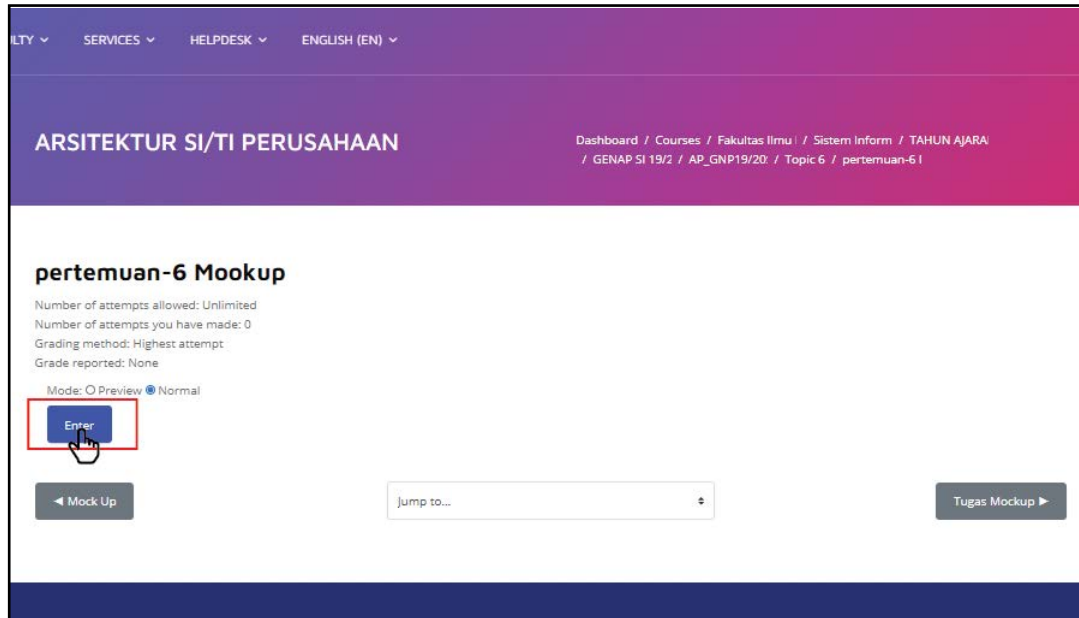 ULTY SERVICES HELPDESK ENGLISH (EN)
ARSITEKTUR SI/TI PERUSAHAAN
Dashboard / Courses / Fakultas Ilmu / Sistem Inform / TAHUN AJARA
/ GENAP SI 19/2 / AP_GNP19/20 / Topic 6 / pertemuan-6
pertemuan-6 Mookup
Number of attempts allowed: Unlimited
Number of attempts you have made: 0
Grading method: Highest attempt
Grade reported: None
Mode: Preview Normal
Enter
◄ Mock Up
Jump to...
Tugas Mockup ►